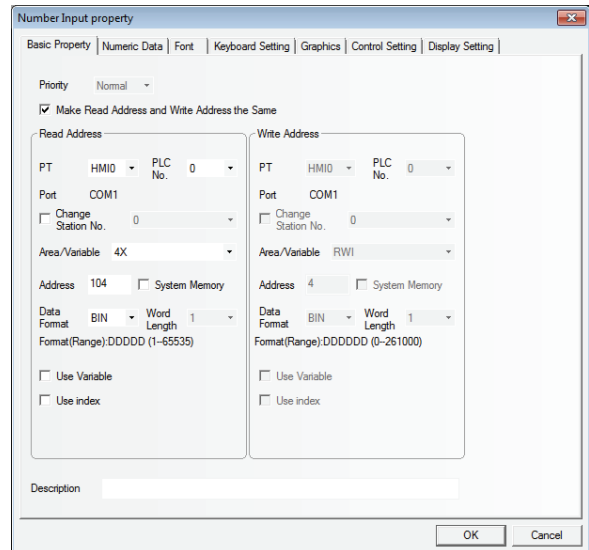 Number Input property
Basic Property Numeric Data Font Keyboard Setting Graphics Control Setting Display Setting
Priority Normal
Make Read Address and Write Address the Same
Read Address
PT HMI0 PLC No. 0
Port COM1
Change Station No. 0
Area/Variable 4X
Address 104 System Memory
Data Format BIN Word Length 1
Format(Range):DDDDD (1--65535)
Use Variable
Use index
Write Address
PT HMI0 PLC No. 0
Port COM1
Change Station No. 0
Area/Variable RWI
Address 4 System Memory
Data Format BIN Word Length 1
Format(Range):DDDDDD (0--261000)
Use Variable
Use index
Description
OK Cancel